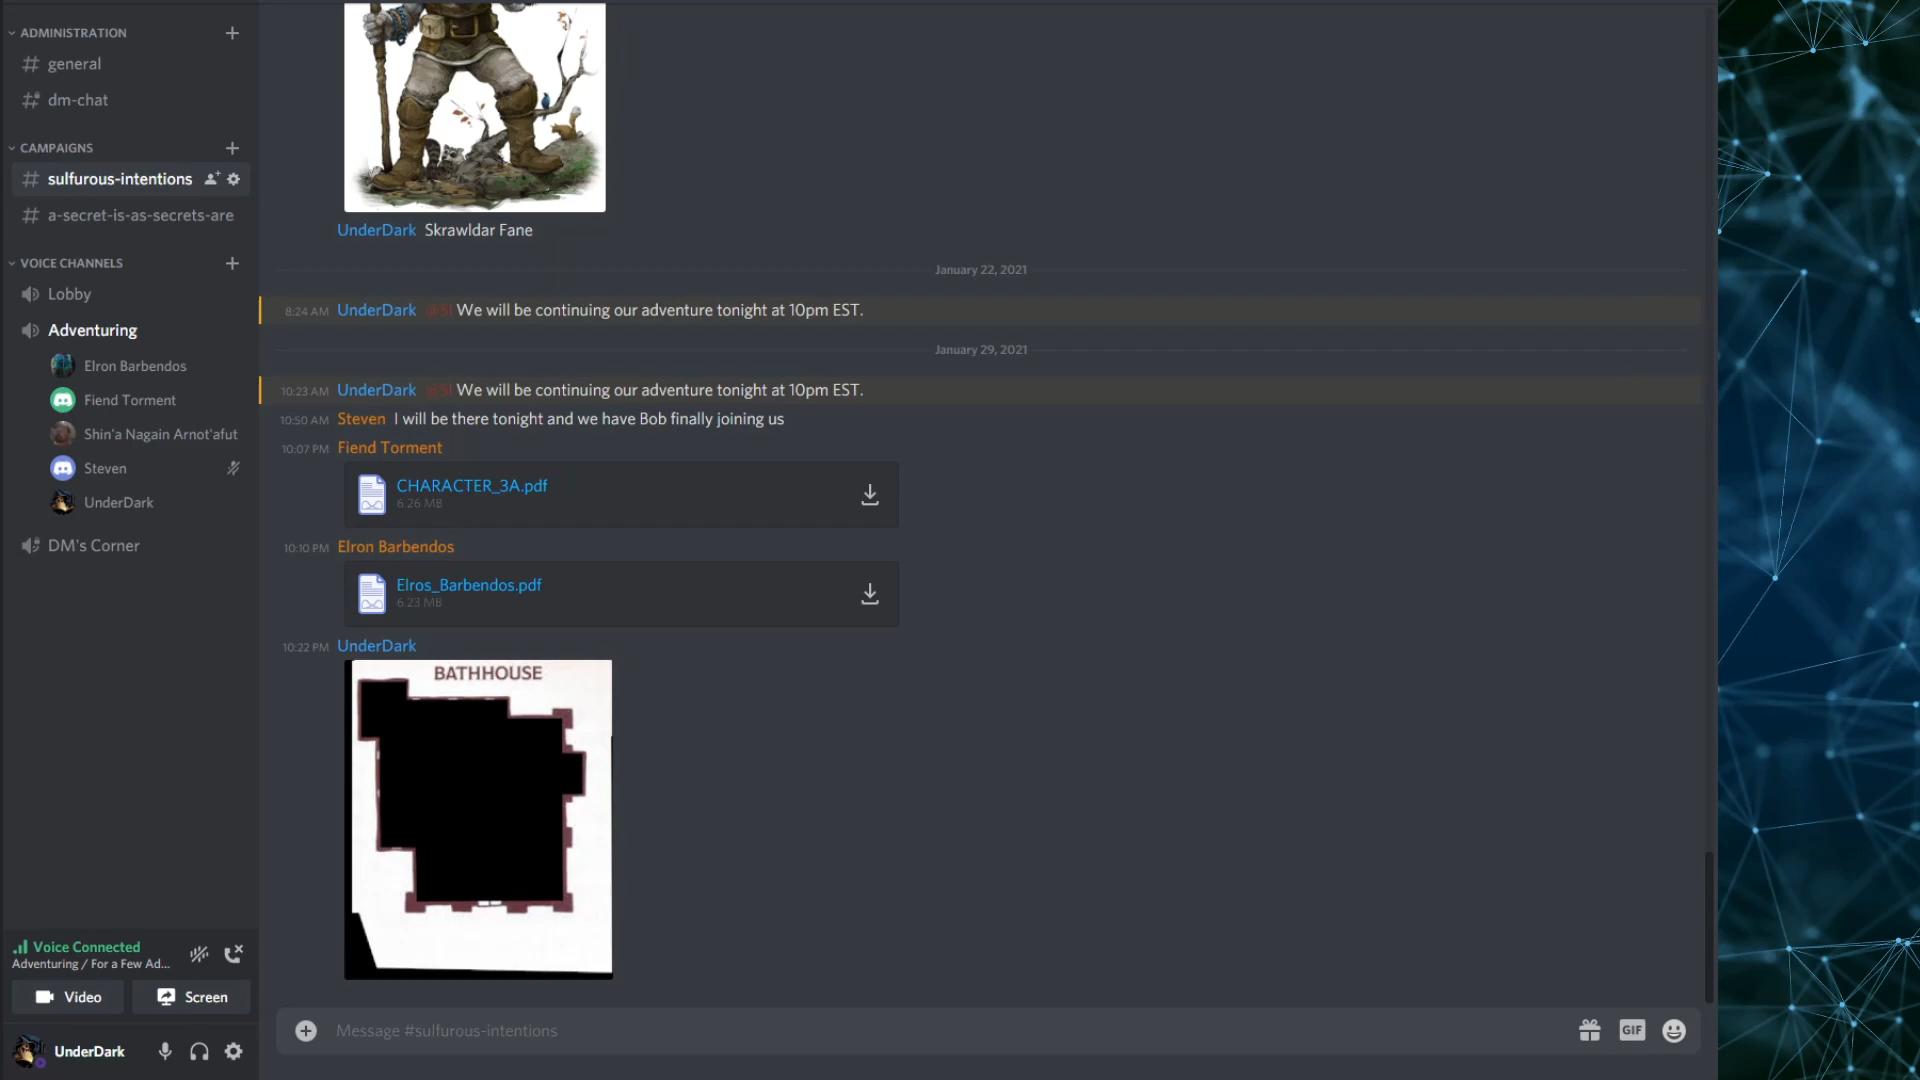 ADMINISTRATION
general
dm-chat
CAMPAIGNS
sulfurous-intentions
a-secret-is-as-secrets-are
VOICE CHANNELS
Lobby
Adventuring
Elron Barbendos
Fiend Torment
Shin'a Nagain Arnot'afut
Steven
UnderDark
DM's Corner
Voice Connected
Adventuring / For a Few Ad...
Video
Screen
UnderDark
UnderDark Skrawldar Fane
January 22, 2021
8:24 AM UnderDark @SI We will be continuing our adventure tonight at 10pm EST.
January 29, 2021
10:23 AM UnderDark @SI We will be continuing our adventure tonight at 10pm EST.
10:50 AM Steven I will be there tonight and we have Bob finally joining us
10:07 PM Fiend Torment
CHARACTER_3A.pdf
6.26 MB
10:10 PM Elron Barbendos
Elros_Barbendos.pdf
6.23 MB
10:22 PM UnderDark
BATHHOUSE
Message #sulfurous-intentions
GIF